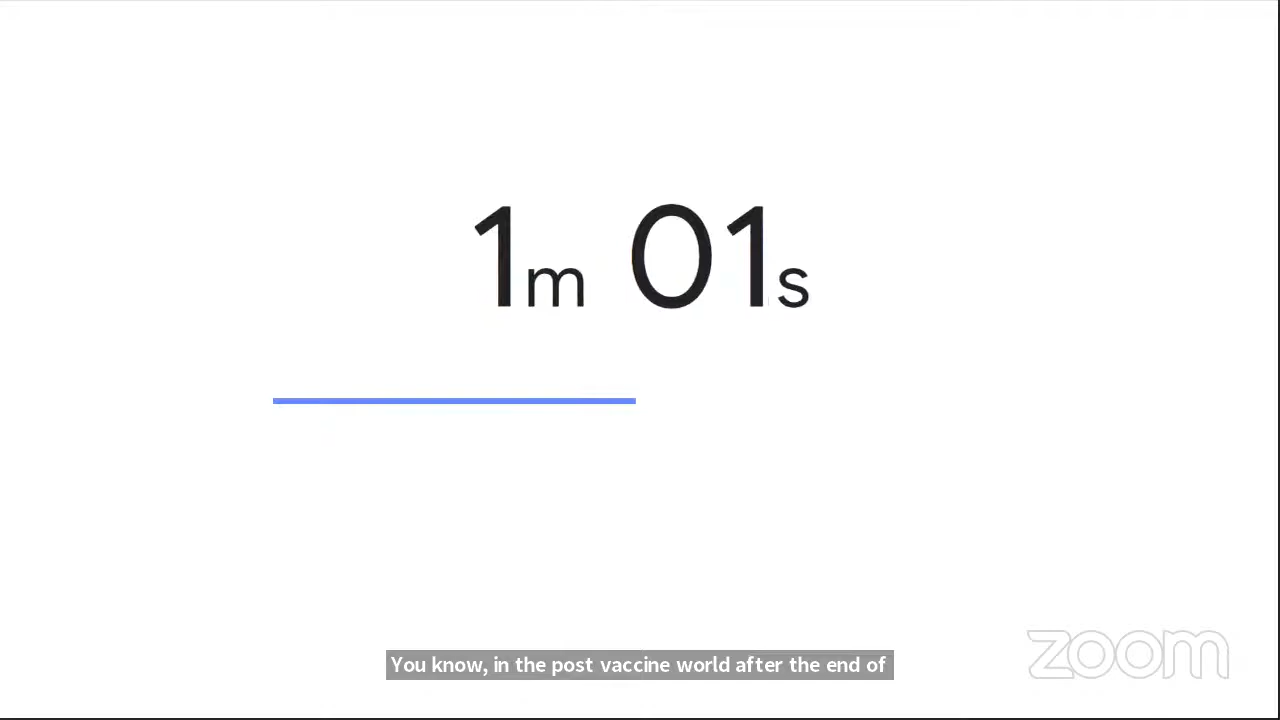 1m 01s
You know, in the post vaccine world after the end of
zoom